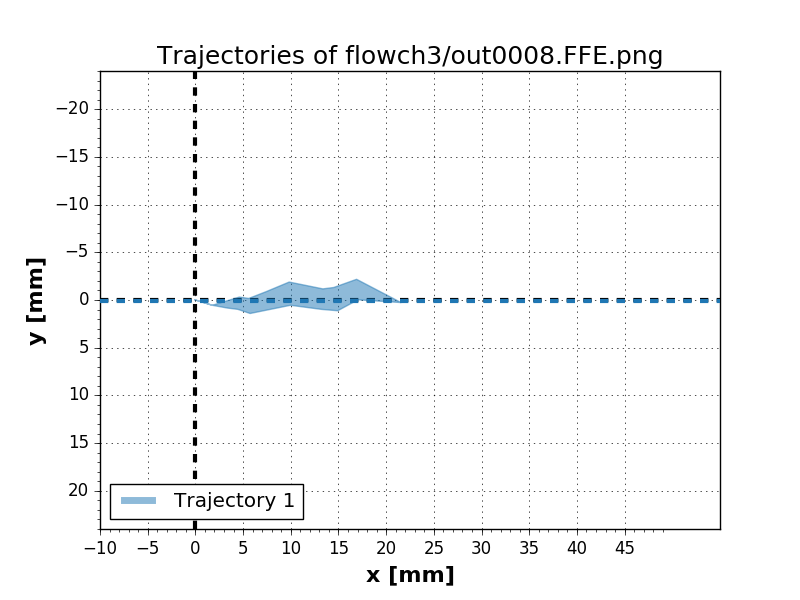 Trajectories of flowch3/out0008.FFE.png
−20
−15
−10
−5
0
5
10
15
20
y [mm]
Trajectory 1
−10 −5 0 5 10 15 20 25 30 35 40 45
x [mm]